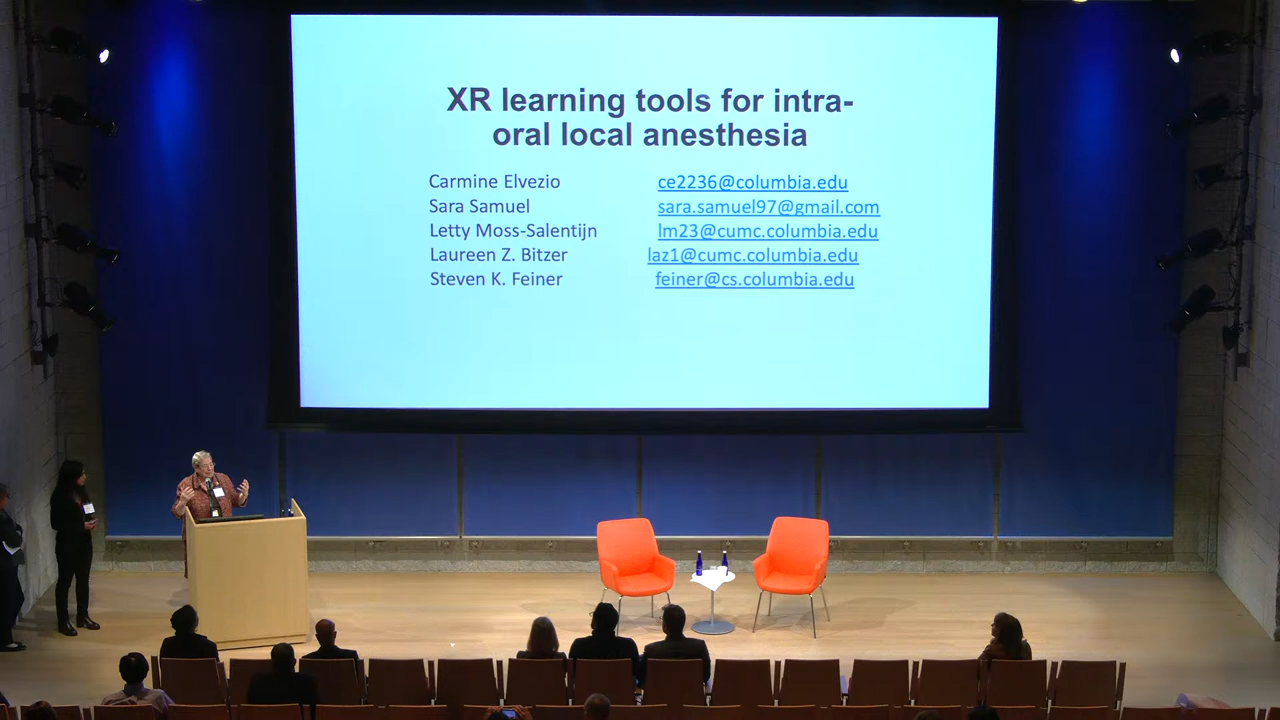 XR learning tools for intra-
oral local anesthesia
Carmine Elvezio ce2236@columbia.edu
Sara Samuel sara.samuel97@gmail.com
Letty Moss-Salentijn lm23@cumc.columbia.edu
Laureen Z. Bitzer laz1@cumc.columbia.edu
Steven K. Feiner feiner@cs.columbia.edu